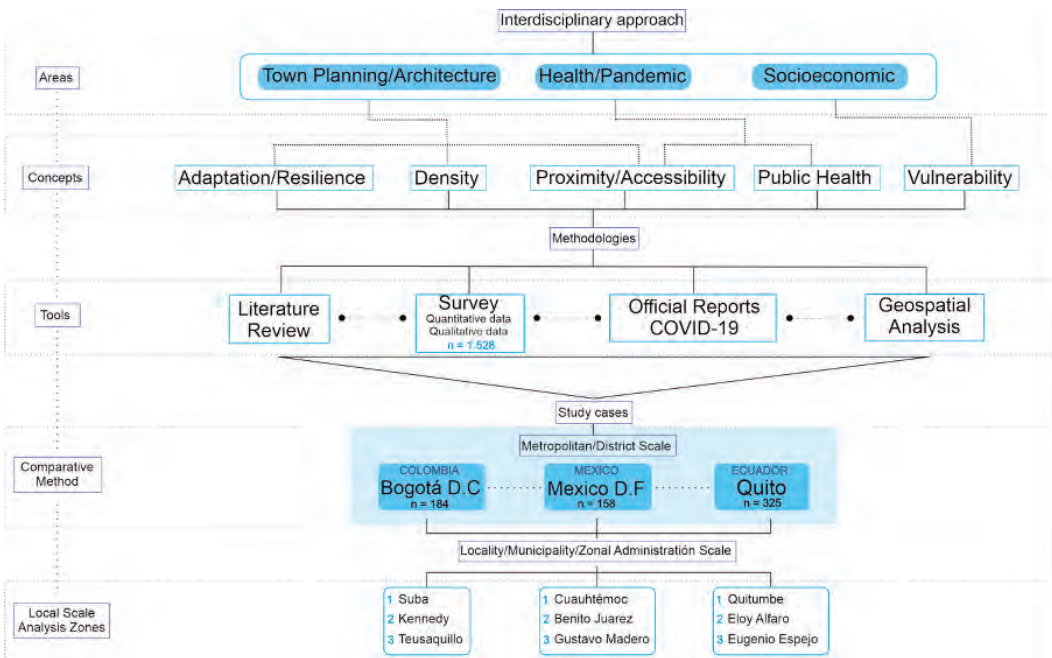 Interdisciplinary approach
Areas
Town Planning/Architecture
Health/Pandemic
Socioeconomic
Concepts
Adaptation/Resilience
Density
Proximity/Accessibility
Public Health
Vulnerability
Methodologies
Tools
Literature
Review
Survey
Quantitative data
Qualitative data
n = 1.528
Official Reports
COVID-19
Geospatial
Analysis
Study cases
Metropolitan/District Scale
Comparative
Method
COLOMBIA
Bogotá D.C
n = 184
MEXICO
Mexico D.F
n = 158
ECUADOR
Quito
n = 325
Locality/Municipality/Zonal Administratión Scale
Local Scale
Analysis Zones
1 Suba
2 Kennedy
3 Teusaquillo
1 Cuauhtémoc
2 Benito Juarez
3 Gustavo Madero
1 Quitumbe
2 Eloy Alfaro
3 Eugenio Espejo